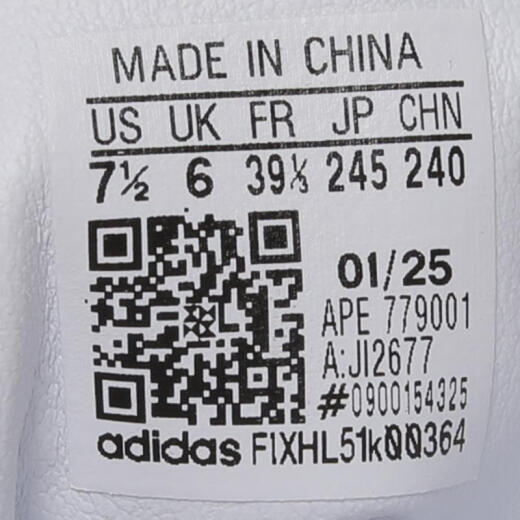 MADE IN CHINA
US UK FR JP CHN
7½ 6 39⅓ 245 240
01/25
APE 779001
A:JI2677
#0900154325
adidas F1XHL51k00364